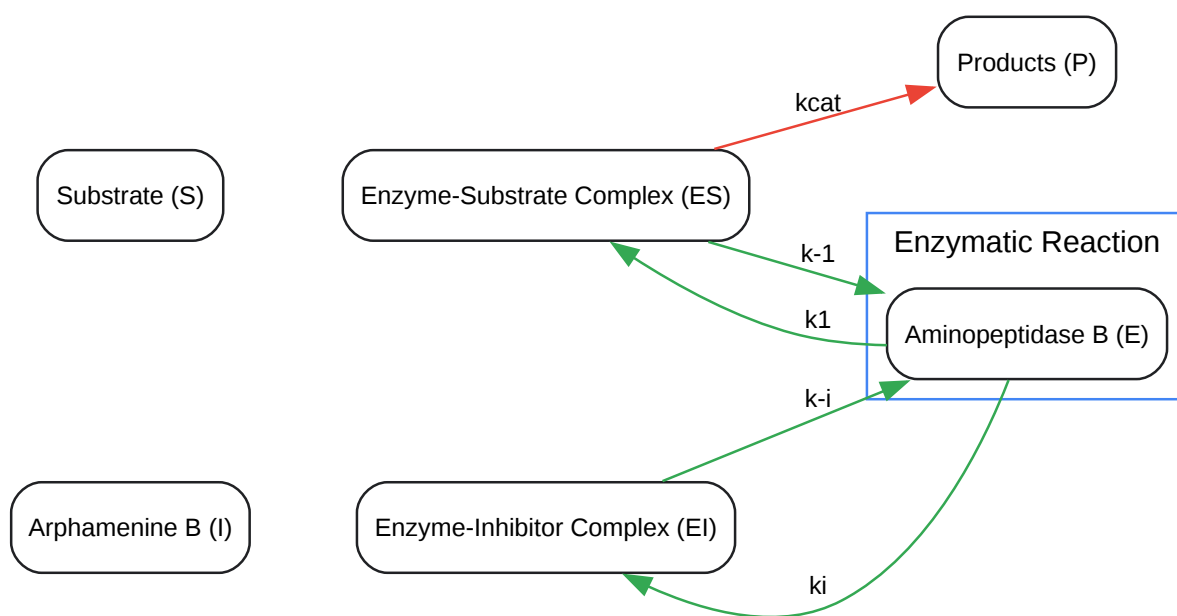 Products (P)
kcat
Substrate (S)
Enzyme-Substrate Complex (ES)
Enzymatic Reaction
k-1
k1
Aminopeptidase B (E)
k-i
Arphamenine B (I)
Enzyme-Inhibitor Complex (EI)
ki